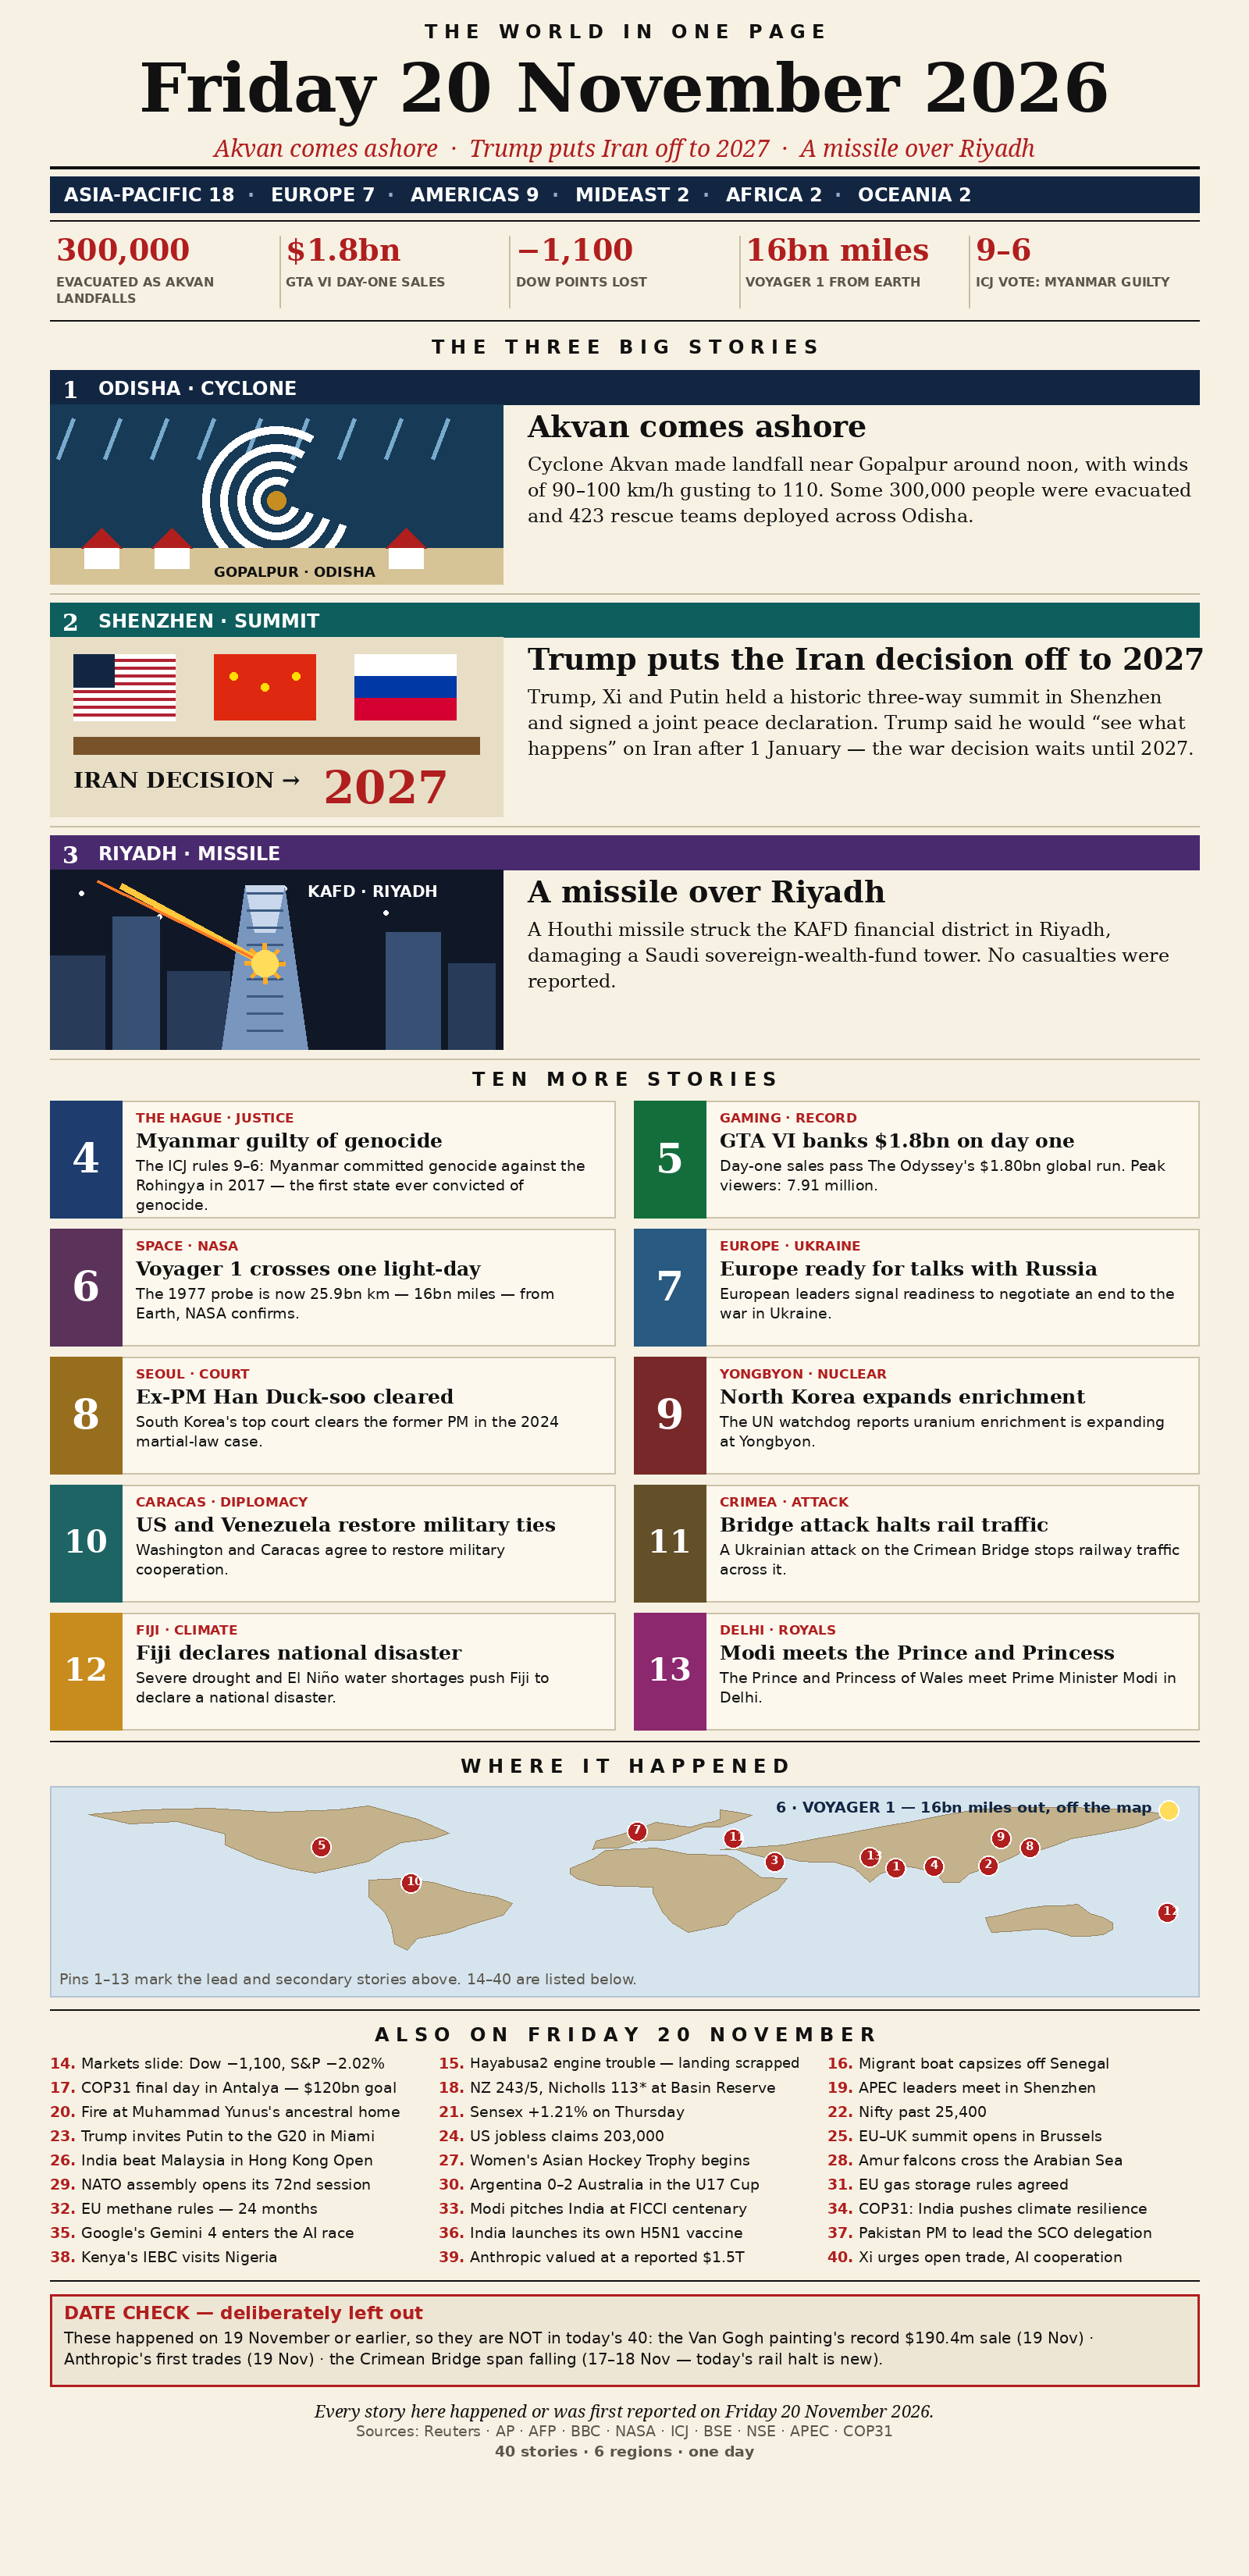 THE WORLD IN ONE PAGE
Friday 20 November 2026
Akvan comes ashore · Trump puts Iran off to 2027 · A missile over Riyadh
ASIA-PACIFIC 18 · EUROPE 7 · AMERICAS 9 · MIDEAST 2 · AFRICA 2 · OCEANIA 2
300,000
EVACUATED AS AKVAN
LANDFALLS
$1.8bn
GTA VI DAY-ONE SALES
−1,100
DOW POINTS LOST
16bn miles
VOYAGER 1 FROM EARTH
9–6
ICJ VOTE: MYANMAR GUILTY
THE THREE BIG STORIES
1 ODISHA · CYCLONE
GOPALPUR · ODISHA
Akvan comes ashore
Cyclone Akvan made landfall near Gopalpur around noon, with winds
of 90–100 km/h gusting to 110. Some 300,000 people were evacuated
and 423 rescue teams deployed across Odisha.
2 SHENZHEN · SUMMIT
IRAN DECISION → 2027
Trump puts the Iran decision off to 2027
Trump, Xi and Putin held a historic three-way summit in Shenzhen
and signed a joint peace declaration. Trump said he would “see what
happens” on Iran after 1 January — the war decision waits until 2027.
3 RIYADH · MISSILE
KAFD · RIYADH
A missile over Riyadh
A Houthi missile struck the KAFD financial district in Riyadh,
damaging a Saudi sovereign-wealth-fund tower. No casualties were
reported.
TEN MORE STORIES
4
THE HAGUE · JUSTICE
Myanmar guilty of genocide
The ICJ rules 9–6: Myanmar committed genocide against the
Rohingya in 2017 — the first state ever convicted of
genocide.
5
GAMING · RECORD
GTA VI banks $1.8bn on day one
Day-one sales pass The Odyssey's $1.80bn global run. Peak
viewers: 7.91 million.
6
SPACE · NASA
Voyager 1 crosses one light-day
The 1977 probe is now 25.9bn km — 16bn miles — from
Earth, NASA confirms.
7
EUROPE · UKRAINE
Europe ready for talks with Russia
European leaders signal readiness to negotiate an end to the
war in Ukraine.
8
SEOUL · COURT
Ex-PM Han Duck-soo cleared
South Korea's top court clears the former PM in the 2024
martial-law case.
9
YONGBYON · NUCLEAR
North Korea expands enrichment
The UN watchdog reports uranium enrichment is expanding
at Yongbyon.
10
CARACAS · DIPLOMACY
US and Venezuela restore military ties
Washington and Caracas agree to restore military
cooperation.
11
CRIMEA · ATTACK
Bridge attack halts rail traffic
A Ukrainian attack on the Crimean Bridge stops railway traffic
across it.
12
FIJI · CLIMATE
Fiji declares national disaster
Severe drought and El Niño water shortages push Fiji to
declare a national disaster.
13
DELHI · ROYALS
Modi meets the Prince and Princess
The Prince and Princess of Wales meet Prime Minister Modi in
Delhi.
WHERE IT HAPPENED
6 · VOYAGER 1 — 16bn miles out, off the map
7
5
11
9
8
3
13
1
4
2
10
12
Pins 1–13 mark the lead and secondary stories above. 14–40 are listed below.
ALSO ON FRIDAY 20 NOVEMBER
14. Markets slide: Dow −1,100, S&P −2.02%
15. Hayabusa2 engine trouble — landing scrapped
16. Migrant boat capsizes off Senegal
17. COP31 final day in Antalya — $120bn goal
18. NZ 243/5, Nicholls 113* at Basin Reserve
19. APEC leaders meet in Shenzhen
20. Fire at Muhammad Yunus's ancestral home
21. Sensex +1.21% on Thursday
22. Nifty past 25,400
23. Trump invites Putin to the G20 in Miami
24. US jobless claims 203,000
25. EU–UK summit opens in Brussels
26. India beat Malaysia in Hong Kong Open
27. Women's Asian Hockey Trophy begins
28. Amur falcons cross the Arabian Sea
29. NATO assembly opens its 72nd session
30. Argentina 0–2 Australia in the U17 Cup
31. EU gas storage rules agreed
32. EU methane rules — 24 months
33. Modi pitches India at FICCI centenary
34. COP31: India pushes climate resilience
35. Google's Gemini 4 enters the AI race
36. India launches its own H5N1 vaccine
37. Pakistan PM to lead the SCO delegation
38. Kenya's IEBC visits Nigeria
39. Anthropic valued at a reported $1.5T
40. Xi urges open trade, AI cooperation
DATE CHECK — deliberately left out
These happened on 19 November or earlier, so they are NOT in today's 40: the Van Gogh painting's record $190.4m sale (19 Nov) ·
Anthropic's first trades (19 Nov) · the Crimean Bridge span falling (17–18 Nov — today's rail halt is new).
Every story here happened or was first reported on Friday 20 November 2026.
Sources: Reuters · AP · AFP · BBC · NASA · ICJ · BSE · NSE · APEC · COP31
40 stories · 6 regions · one day